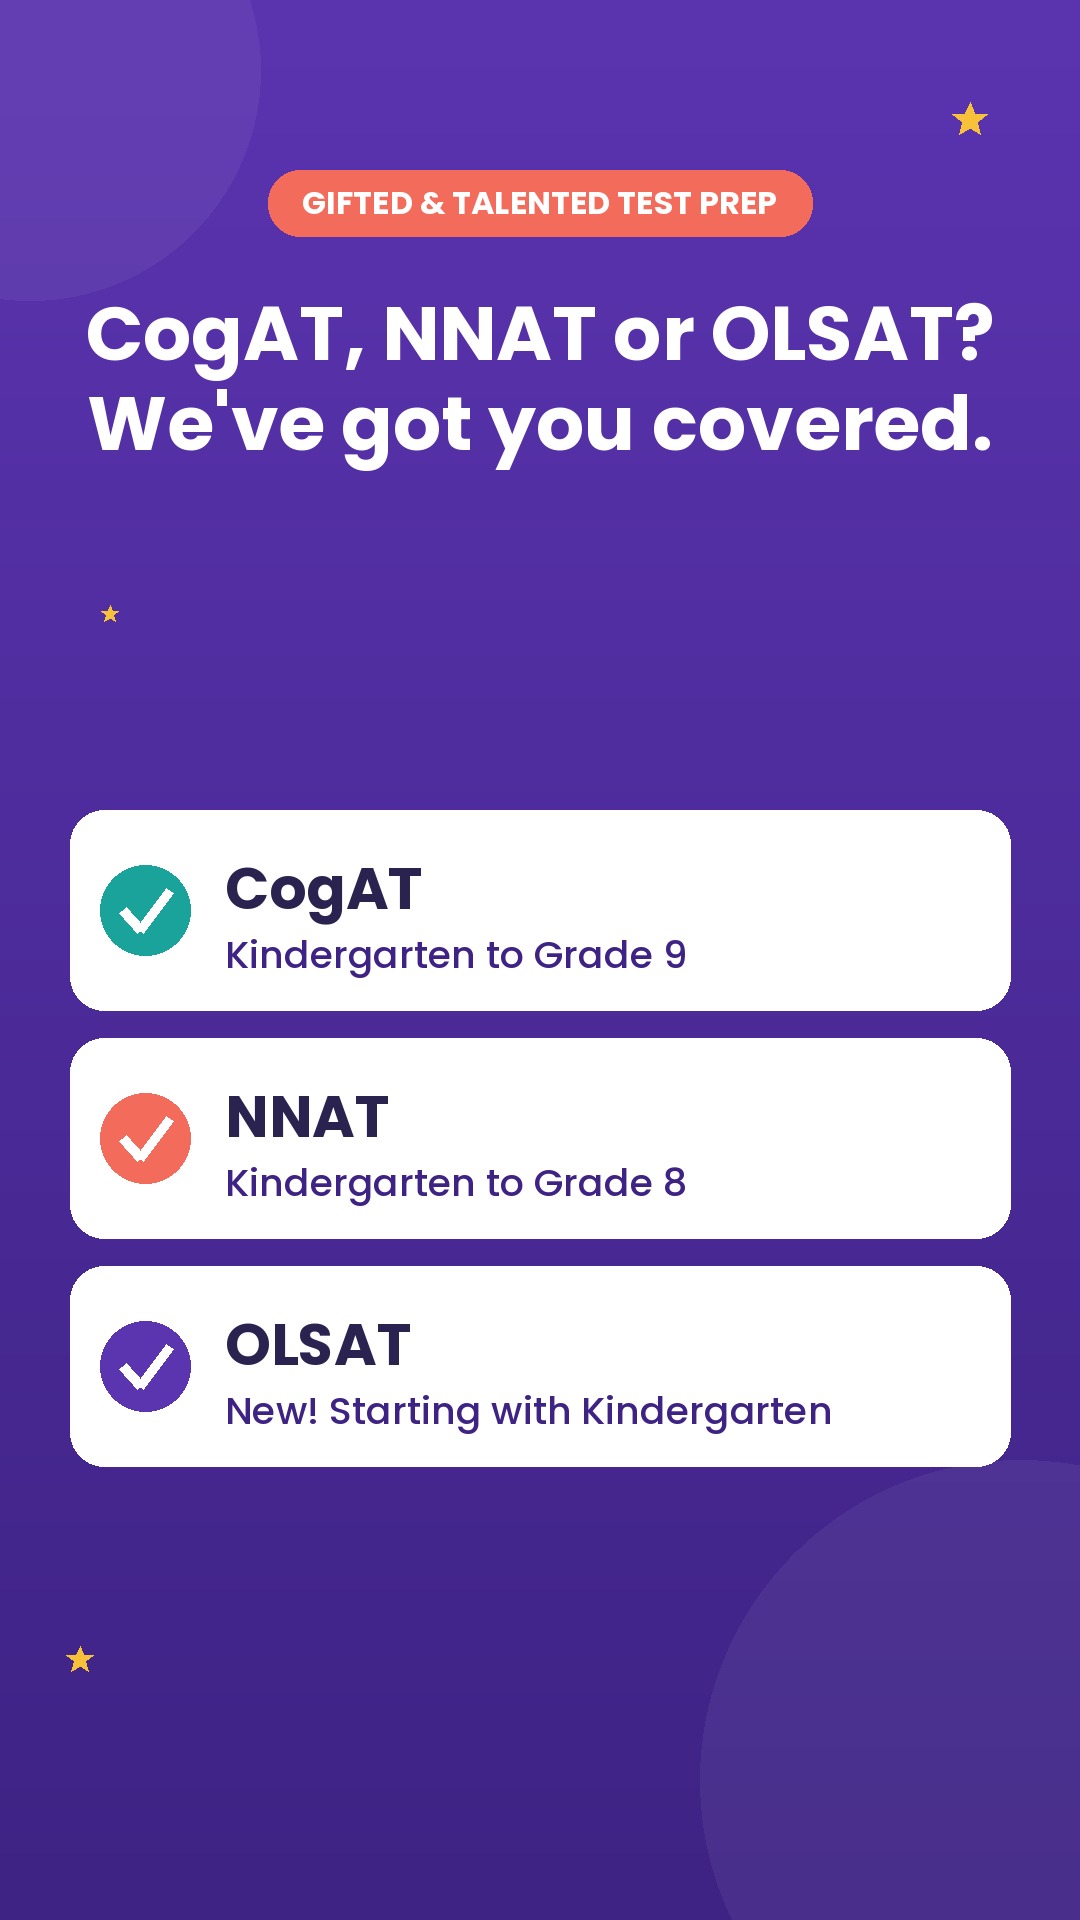 GIFTED & TALENTED TEST PREP
CogAT, NNAT or OLSAT?
We've got you covered.
CogAT
Kindergarten to Grade 9
NNAT
Kindergarten to Grade 8
OLSAT
New! Starting with Kindergarten